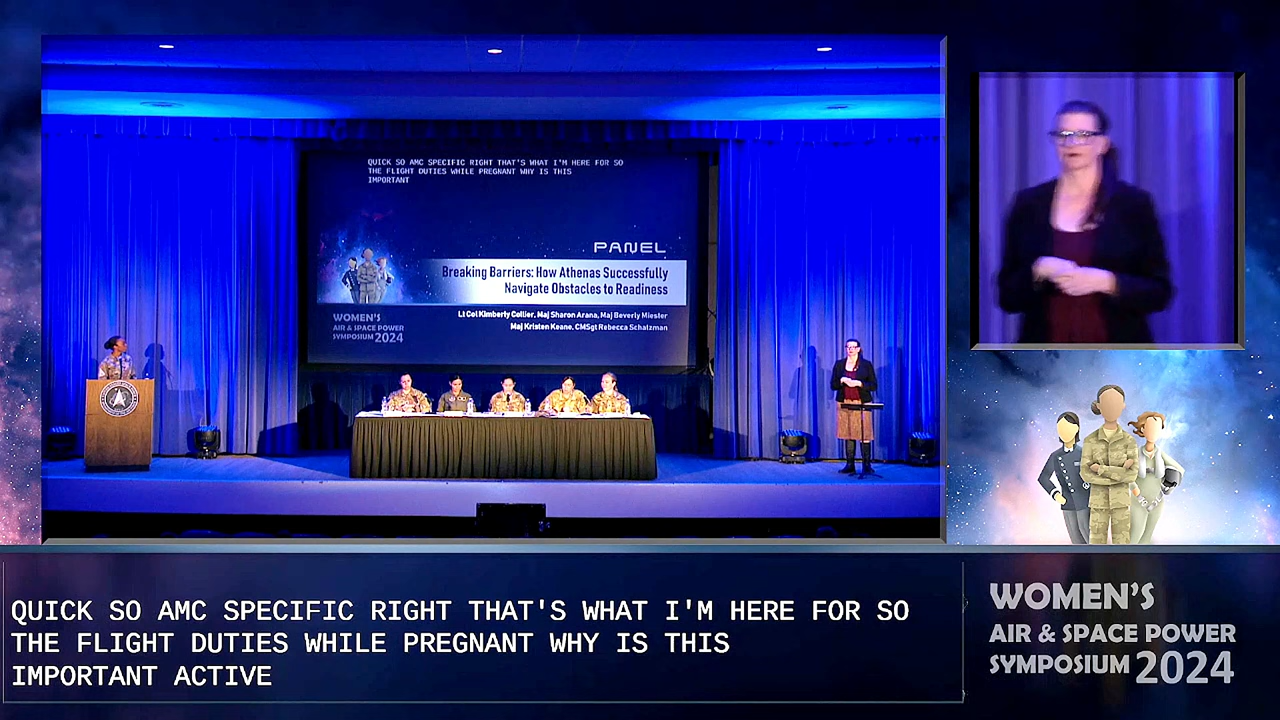 QUICK SO AMC SPECIFIC RIGHT THAT'S WHAT I'M HERE FOR SO
THE FLIGHT DUTIES WHILE PREGNANT WHY IS THIS
IMPORTANT
PANEL
Breaking Barriers: How Athenas Successfully
Navigate Obstacles to Readiness
Lt Col Kimberly Collier, Maj Sharon Arana, Maj Beverly Miester
Maj Kristen Keane, CMSgt Rebecca Schatzman
WOMEN'S
AIR & SPACE POWER
SYMPOSIUM 2024
QUICK SO AMC SPECIFIC RIGHT THAT'S WHAT I'M HERE FOR SO
THE FLIGHT DUTIES WHILE PREGNANT WHY IS THIS
IMPORTANT ACTIVE
WOMEN'S
AIR & SPACE POWER
SYMPOSIUM 2024